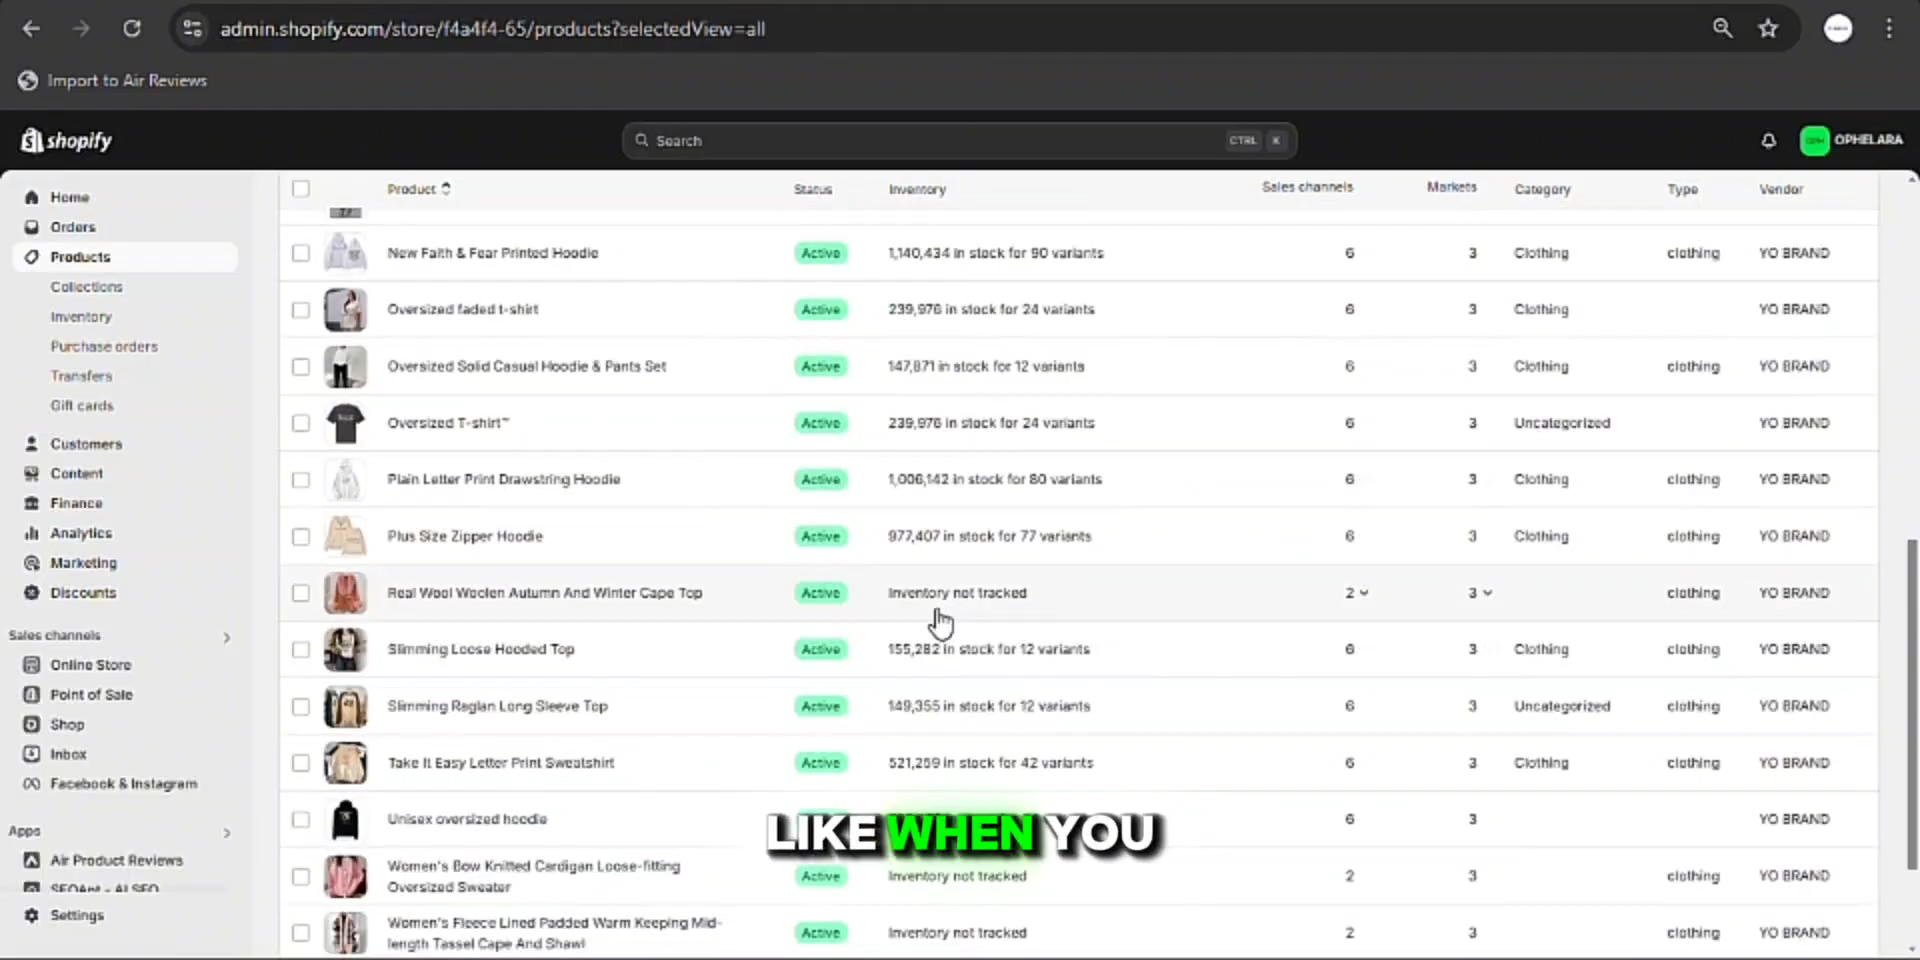 admin.shopify.com/store/f4a4f4-65/products?selectedView=all
Import to Air Reviews
shopify
Search
CTRL K
OPHELARA
Home
Orders
Products
Collections
Inventory
Purchase orders
Transfers
Gift cards
Customers
Content
Finance
Analytics
Marketing
Discounts
Sales channels
Online Store
Point of Sale
Shop
Inbox
Facebook & Instagram
Apps
Air Product Reviews
SEOAnt - AI SEO
Settings
Product Status Inventory Sales channels Markets Category Type Vendor
New Faith & Fear Printed Hoodie Active 1,140,434 in stock for 90 variants 6 3 Clothing clothing YO BRAND
Oversized faded t-shirt Active 239,976 in stock for 24 variants 6 3 Clothing YO BRAND
Oversized Solid Casual Hoodie & Pants Set Active 147,871 in stock for 12 variants 6 3 Clothing clothing YO BRAND
Oversized T-shirt™ Active 239,976 in stock for 24 variants 6 3 Uncategorized YO BRAND
Plain Letter Print Drawstring Hoodie Active 1,006,142 in stock for 80 variants 6 3 Clothing clothing YO BRAND
Plus Size Zipper Hoodie Active 977,407 in stock for 77 variants 6 3 Clothing clothing YO BRAND
Real Wool Woolen Autumn And Winter Cape Top Active Inventory not tracked 2 3 clothing YO BRAND
Slimming Loose Hooded Top Active 155,282 in stock for 12 variants 6 3 Clothing clothing YO BRAND
Slimming Raglan Long Sleeve Top Active 149,355 in stock for 12 variants 6 3 Uncategorized clothing YO BRAND
Take It Easy Letter Print Sweatshirt Active 521,259 in stock for 42 variants 6 3 Clothing clothing YO BRAND
Unisex oversized hoodie 6 3 clothing YO BRAND
LIKE WHEN YOU
Women's Bow Knitted Cardigan Loose-fitting
Oversized Sweater Active Inventory not tracked 2 3 clothing YO BRAND
Women's Fleece Lined Padded Warm Keeping Mid-
length Tassel Cape And Shawl Active Inventory not tracked 2 3 clothing YO BRAND